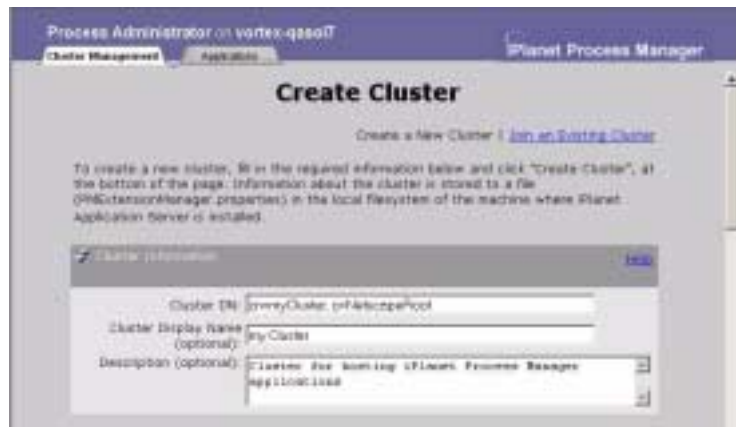 Process Administrator on vortex-qasol7
Cluster Management Applications
iPlanet Process Manager
Create Cluster
Create a New Cluster | Join an Existing Cluster
To create a new cluster, fill in the required information below and click "Create Cluster", at
the bottom of the page. Information about the cluster is stored to a file
(PMExtensionManager.properties) in the local filesystem of the machine where iPlanet
Application Server is installed.
Cluster Information Help
Cluster DN: cn=myCluster, o=NetscapeRoot
Cluster Display Name
(optional): my Cluster
Description (optional): Cluster for hosting iPlanet Process Manager
applications